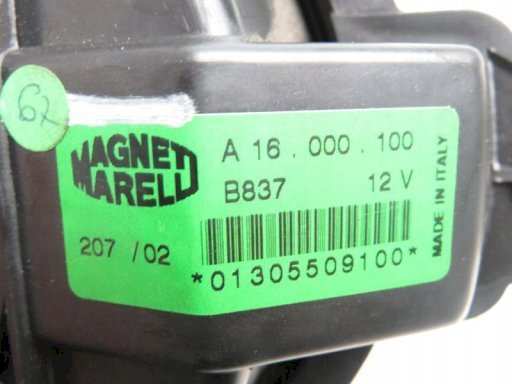 62
MAGNETI
MARELLI
A 16 . 000 . 100
B837 12 V
207 / 02
*01305509100*
MADE IN ITALY